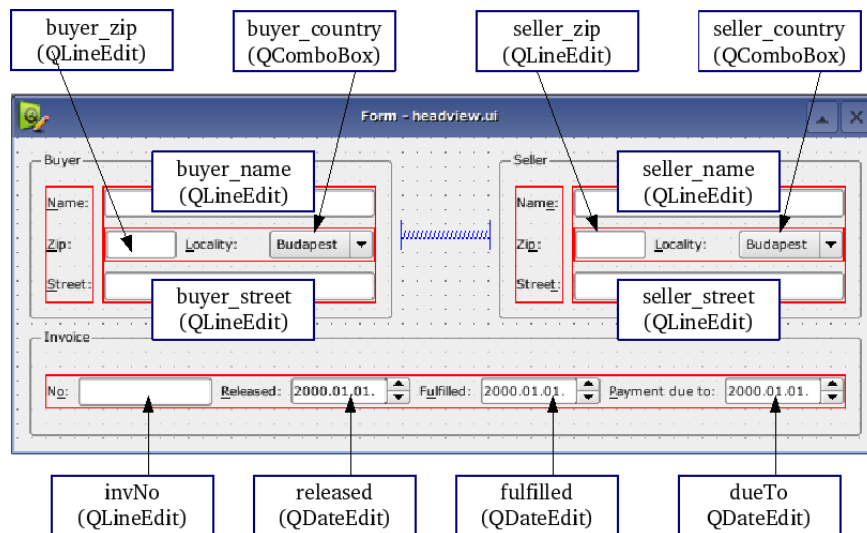 buyer_zip
(QLineEdit)
buyer_country
(QComboBox)
seller_zip
(QLineEdit)
seller_country
(QComboBox)
Form - headview.ui
Buyer
buyer_name
(QLineEdit)
Seller
seller_name
(QLineEdit)
Name:
Name:
Zip:
Locality:
Budapest
Zip:
Locality:
Budapest
Street:
buyer_street
(QLineEdit)
Street:
seller_street
(QLineEdit)
Invoice
No:
Released:
2000.01.01.
Fulfilled:
2000.01.01.
Payment due to:
2000.01.01.
invNo
(QLineEdit)
released
(QDateEdit)
fulfilled
(QDateEdit)
dueTo
QDateEdit)